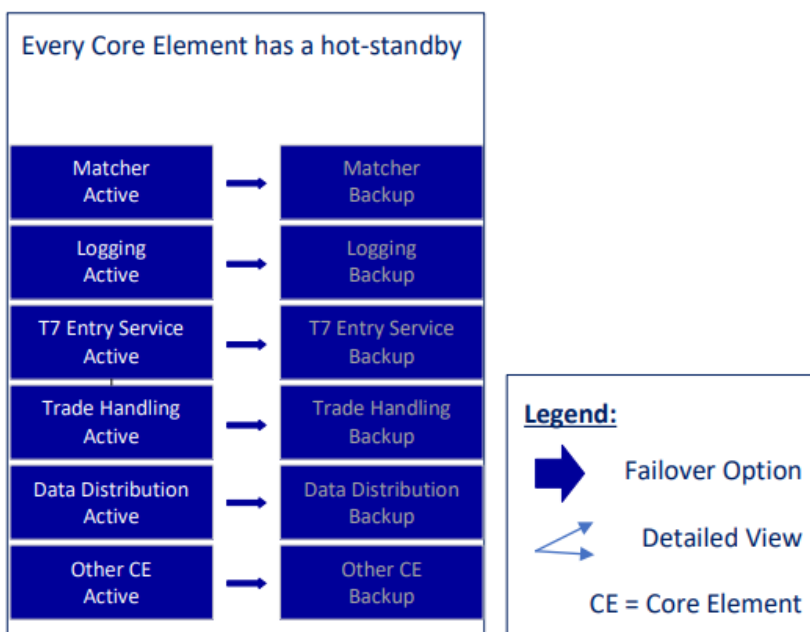 Every Core Element has a hot-standby
Matcher
Active
Matcher
Backup
Logging
Active
Logging
Backup
T7 Entry Service
Active
T7 Entry Service
Backup
Trade Handling
Active
Trade Handling
Backup
Data Distribution
Active
Data Distribution
Backup
Other CE
Active
Other CE
Backup
Legend:
Failover Option
Detailed View
CE = Core Element